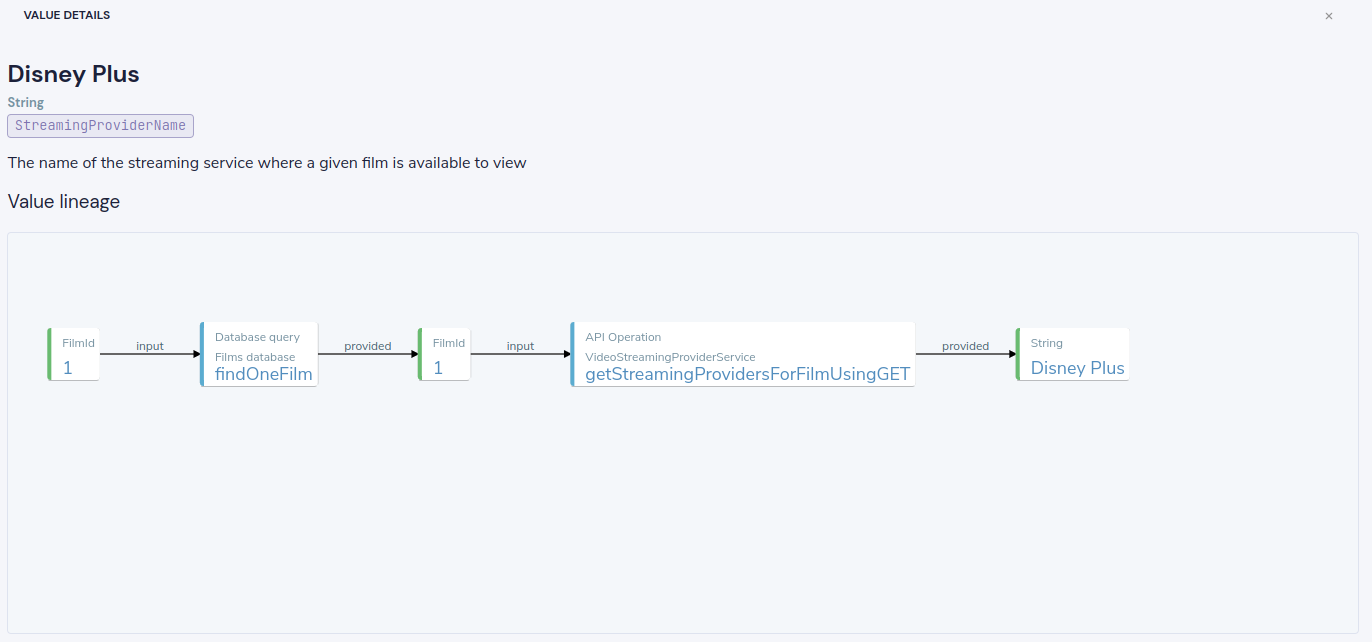 VALUE DETAILS
×
Disney Plus
String
StreamingProviderName
The name of the streaming service where a given film is available to view
Value lineage
FilmId
1
input
Database query
Films database
findOneFilm
provided
FilmId
1
input
API Operation
VideoStreamingProviderService
getStreamingProvidersForFilmUsingGET
provided
String
Disney Plus